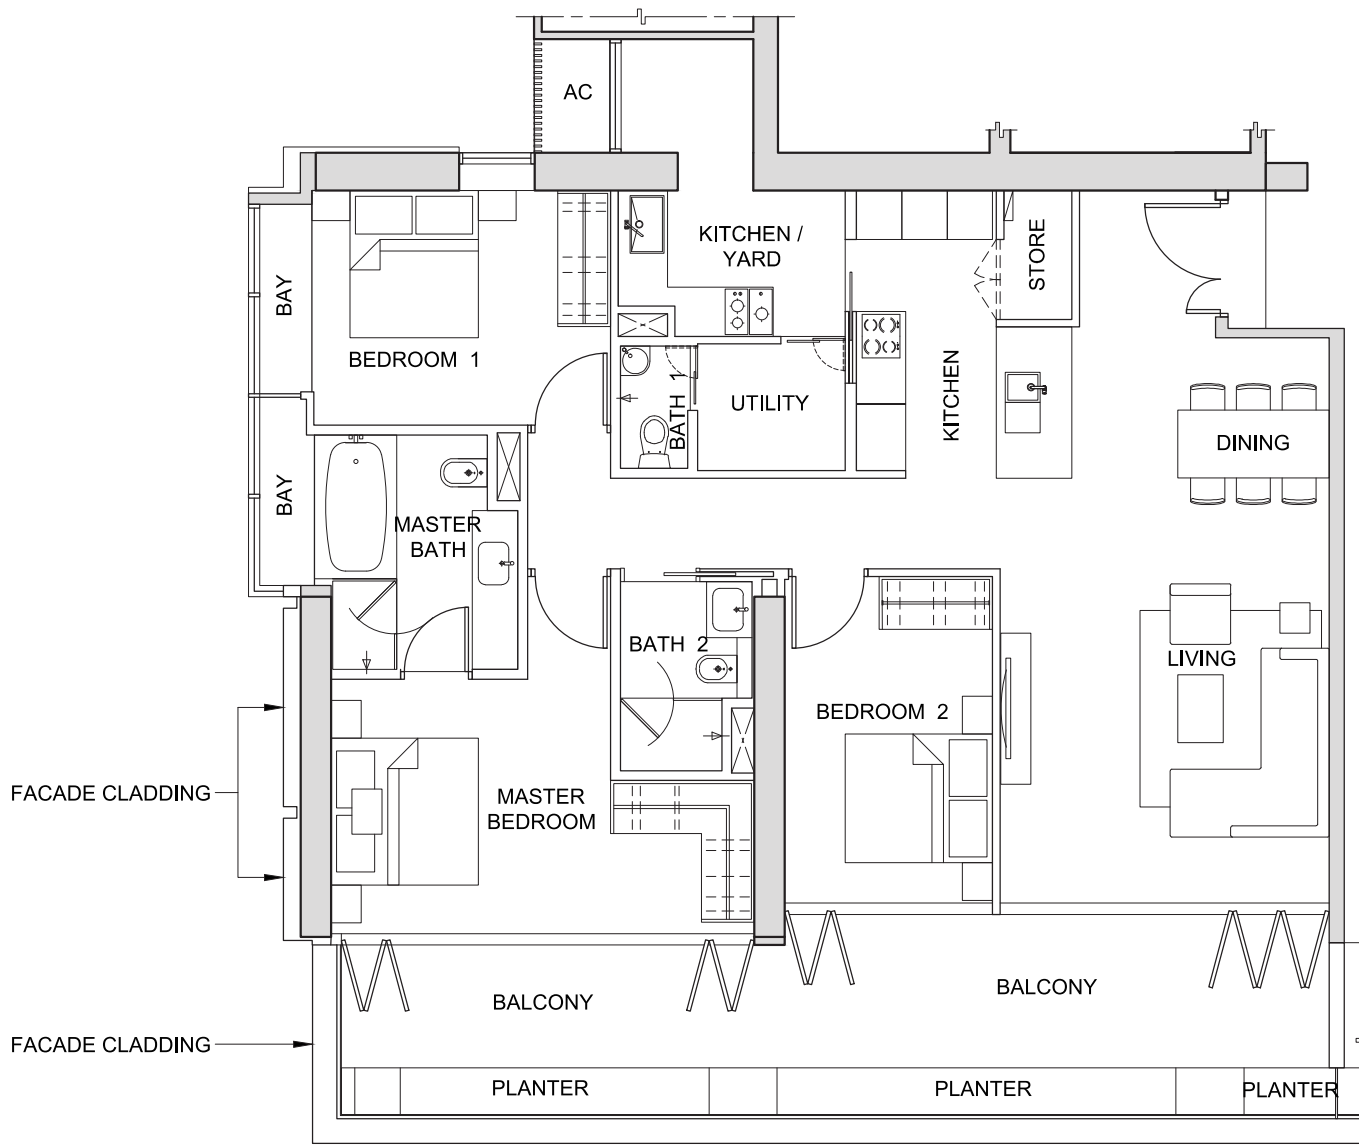 AC
KITCHEN /
YARD
STORE
BAY
BEDROOM 1
KITCHEN
BATH 1
UTILITY
DINING
BAY
MASTER
BATH
BATH 2
LIVING
BEDROOM 2
FACADE CLADDING
MASTER
BEDROOM
BALCONY
BALCONY
FACADE CLADDING
PLANTER
PLANTER
PLANTER